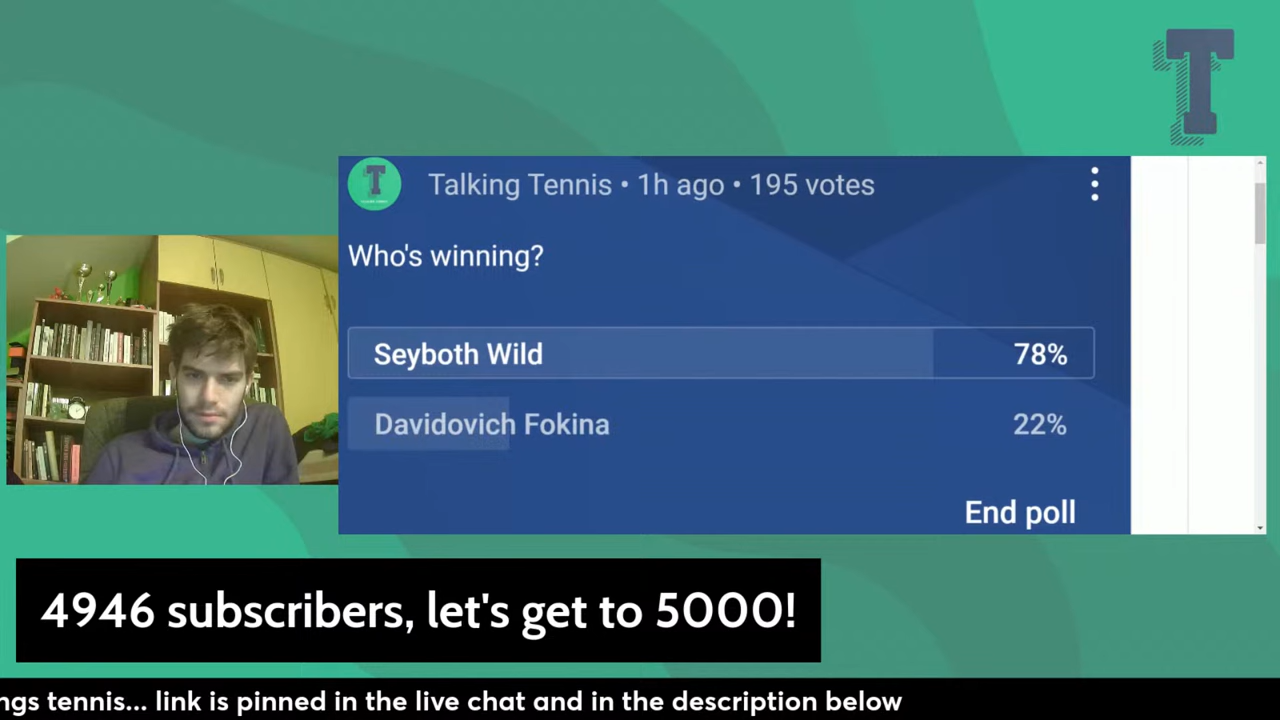 T
Talking Tennis • 1h ago • 195 votes
Who's winning?
Seyboth Wild 78%
Davidovich Fokina 22%
End poll
4946 subscribers, let's get to 5000!
ngs tennis... link is pinned in the live chat and in the description below